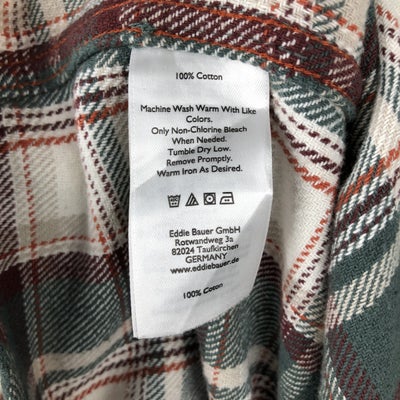 100% Cotton
Machine Wash Warm With Like
Colors.
Only Non-Chlorine Bleach
When Needed.
Tumble Dry Low.
Remove Promptly.
Warm Iron As Desired.
Eddie Bauer GmbH
Rotwandweg 3a
82024 Taufkirchen
GERMANY
www.eddiebauer.de
100% Cotton